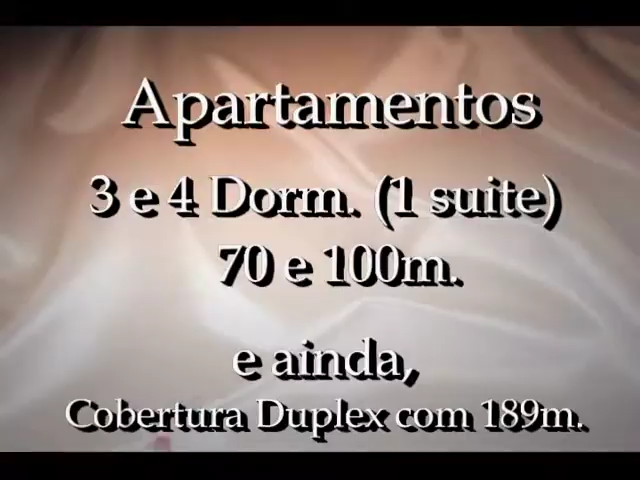 Apartamentos
3 e 4 Dorm. (1 suite)
70 e 100m.
e ainda,
Cobertura Duplex com 189m.